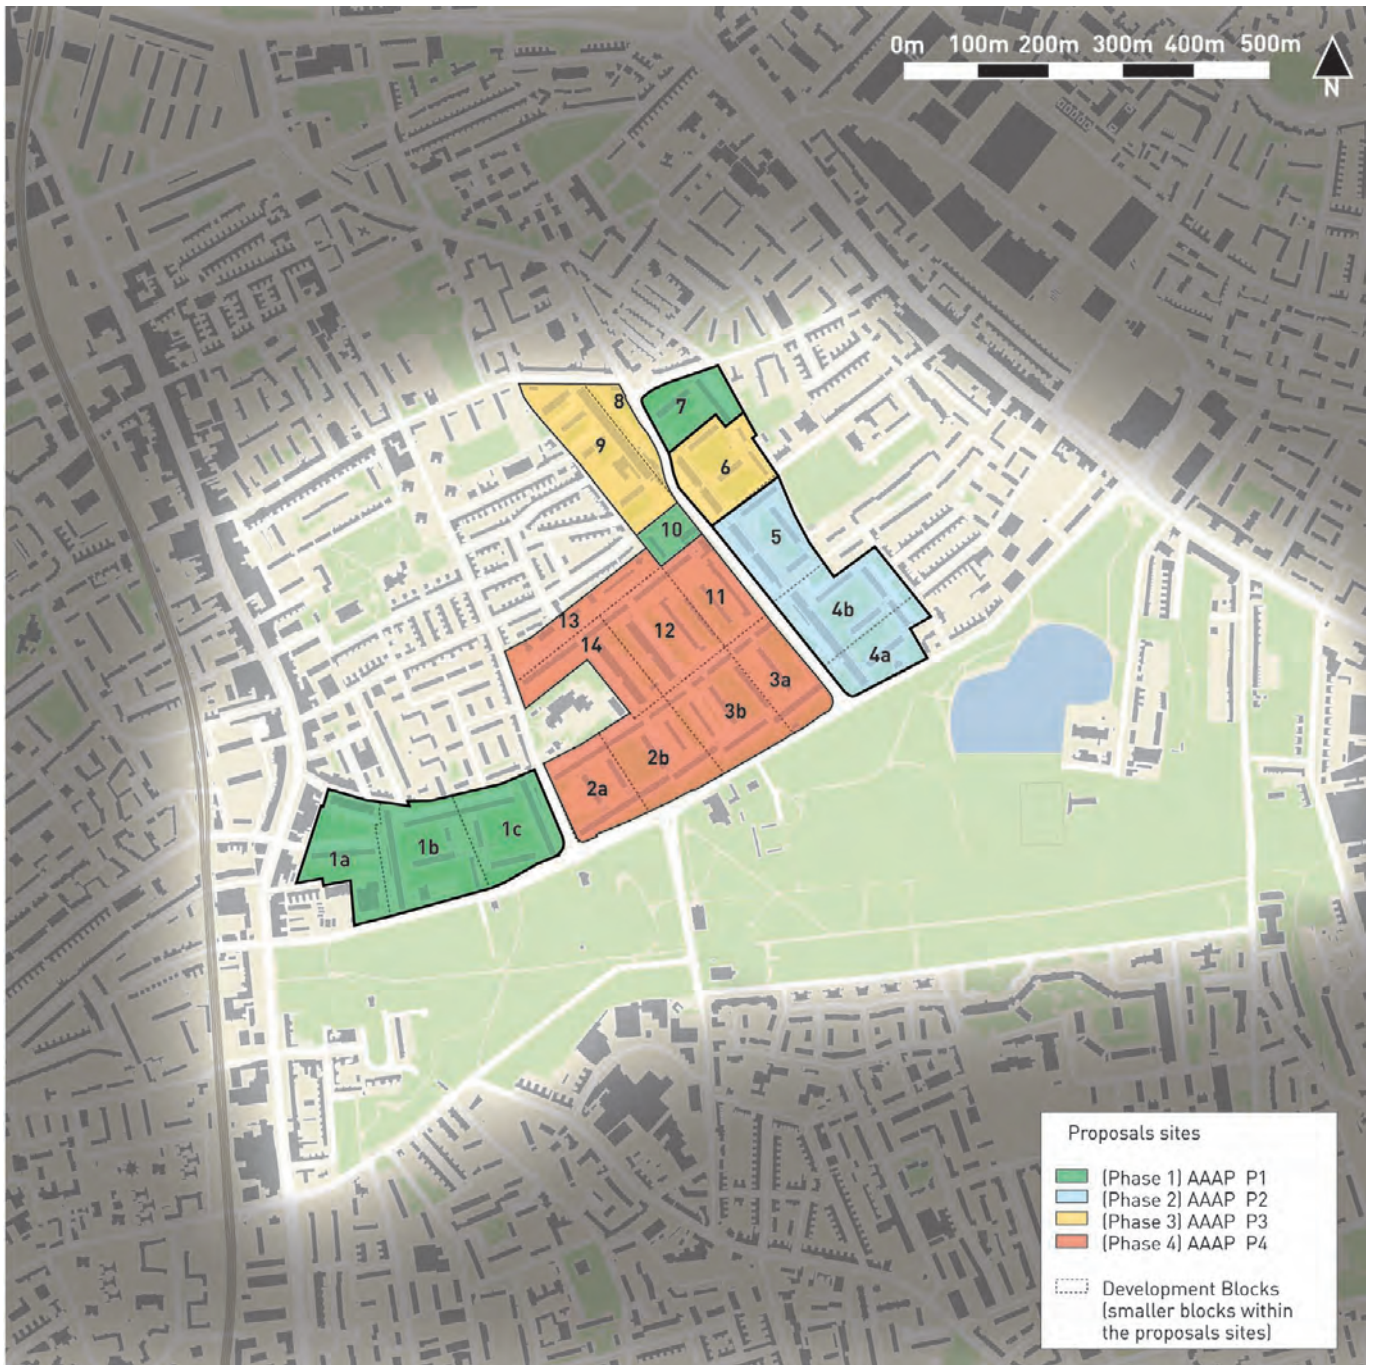 0m 100m 200m 300m 400m 500m
N
7
8
9
6
10
5
11
4b
13
12
14
4a
3a
3b
2b
2a
1c
1b
1a
Proposals sites
(Phase 1) AAAP P1
(Phase 2) AAAP P2
(Phase 3) AAAP P3
(Phase 4) AAAP P4
Development Blocks
(smaller blocks within
the proposals sites)